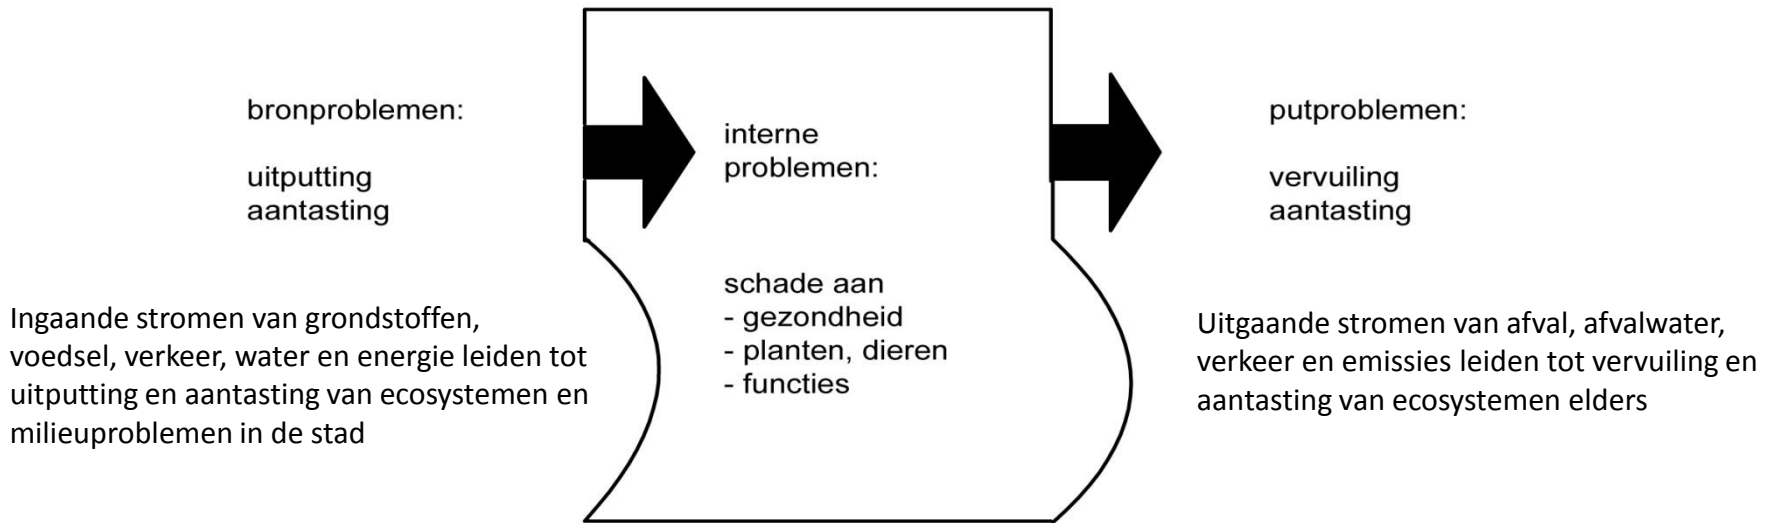 bronproblemen:
uitputting
aantasting
Ingaande stromen van grondstoffen,
voedsel, verkeer, water en energie leiden tot
uitputting en aantasting van ecosystemen en
milieuproblemen in de stad
interne
problemen:
schade aan
- gezondheid
- planten, dieren
- functies
putproblemen:
vervuiling
aantasting
Uitgaande stromen van afval, afvalwater,
verkeer en emissies leiden tot vervuiling en
aantasting van ecosystemen elders